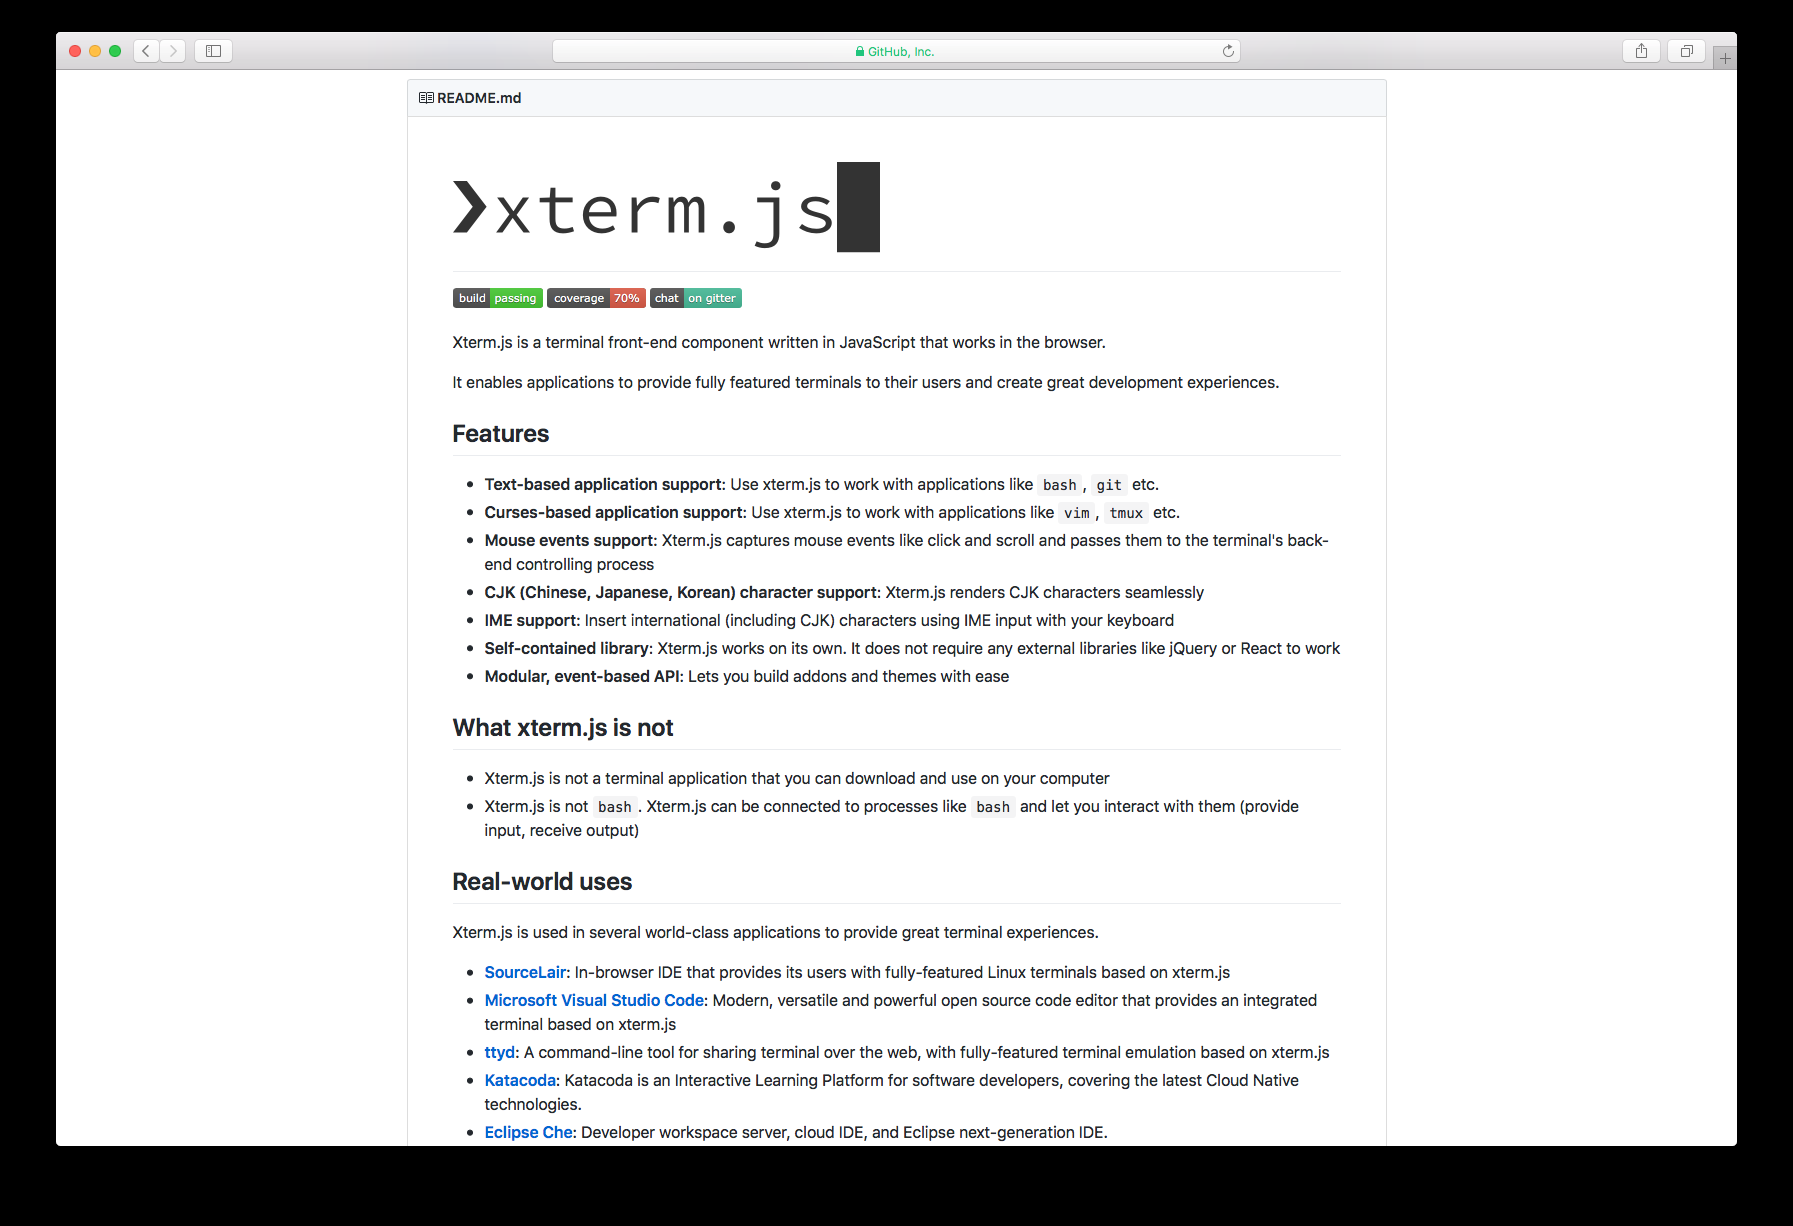 GitHub, Inc.
README.md
❯xterm.js
build passing coverage 70% chat on gitter
Xterm.js is a terminal front-end component written in JavaScript that works in the browser.
It enables applications to provide fully featured terminals to their users and create great development experiences.
Features
• Text-based application support: Use xterm.js to work with applications like bash, git etc.
• Curses-based application support: Use xterm.js to work with applications like vim, tmux etc.
• Mouse events support: Xterm.js captures mouse events like click and scroll and passes them to the terminal's back-
end controlling process
• CJK (Chinese, Japanese, Korean) character support: Xterm.js renders CJK characters seamlessly
• IME support: Insert international (including CJK) characters using IME input with your keyboard
• Self-contained library: Xterm.js works on its own. It does not require any external libraries like jQuery or React to work
• Modular, event-based API: Lets you build addons and themes with ease
What xterm.js is not
• Xterm.js is not a terminal application that you can download and use on your computer
• Xterm.js is not bash. Xterm.js can be connected to processes like bash and let you interact with them (provide
input, receive output)
Real-world uses
Xterm.js is used in several world-class applications to provide great terminal experiences.
• SourceLair: In-browser IDE that provides its users with fully-featured Linux terminals based on xterm.js
• Microsoft Visual Studio Code: Modern, versatile and powerful open source code editor that provides an integrated
terminal based on xterm.js
• ttyd: A command-line tool for sharing terminal over the web, with fully-featured terminal emulation based on xterm.js
• Katacoda: Katacoda is an Interactive Learning Platform for software developers, covering the latest Cloud Native
technologies.
• Eclipse Che: Developer workspace server, cloud IDE, and Eclipse next-generation IDE.